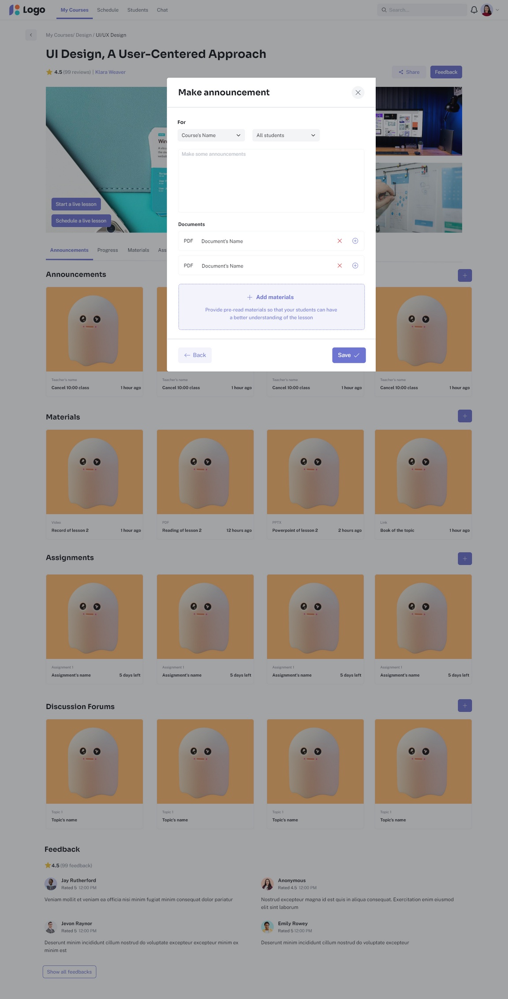 Logo
My Courses
Schedule
Students
Chat
Search...
My Courses/ Design / UI/UX Design
UI Design, A User-Centered Approach
4.5 (99 reviews) | Klara Weaver
Share
Feedback
Make announcement
For
Course's Name
All students
Make some announcements
Start a live lesson
Schedule a live lesson
Documents
PDF Document's Name
PDF Document's Name
Add materials
Provide pre-read materials so that your students can have
a better understanding of the lesson
Back
Save
Announcements
Progress
Materials
Ass
Announcements
Teacher's name
Cancel 10:00 class 1 hour ago
Teacher's name
Cancel 10:00 class 1 hour ago
Teacher's name
Cancel 10:00 class 1 hour ago
Teacher's name
Cancel 10:00 class 1 hour ago
Materials
Video
Record of lesson 2 1 hour ago
PDF
Reading of lesson 2 12 hours ago
PPTX
Powerpoint of lesson 2 2 hours ago
Link
Book of the topic 1 hour ago
Assignments
Assignment 1
Assignment's name 5 days left
Assignment 1
Assignment's name 5 days left
Assignment 1
Assignment's name 5 days left
Assignment 1
Assignment's name 5 days left
Discussion Forums
Topic 1
Topic's name
Topic 1
Topic's name
Topic 1
Topic's name
Topic 1
Topic's name
Feedback
4.5 (99 feedback)
Jay Rutherford
Rated 5 12:00 PM
Veniam mollit et veniam ea officia nisi minim fugiat minim consequat dolor pariatur
Anonymous
Rated 4.5 12:00 PM
Nostrud excepteur magna id est quis in aliqua consequat. Exercitation enim eiusmod
elit sint laborum
Jevon Raynor
Rated 5 12:00 PM
Deserunt minim incididunt cillum nostrud do voluptate excepteur excepteur minim ex
minim est
Emily Rowey
Rated 5 12:00 PM
Deserunt minim incididunt cillum nostrud do voluptate excepteur
Show all feedbacks